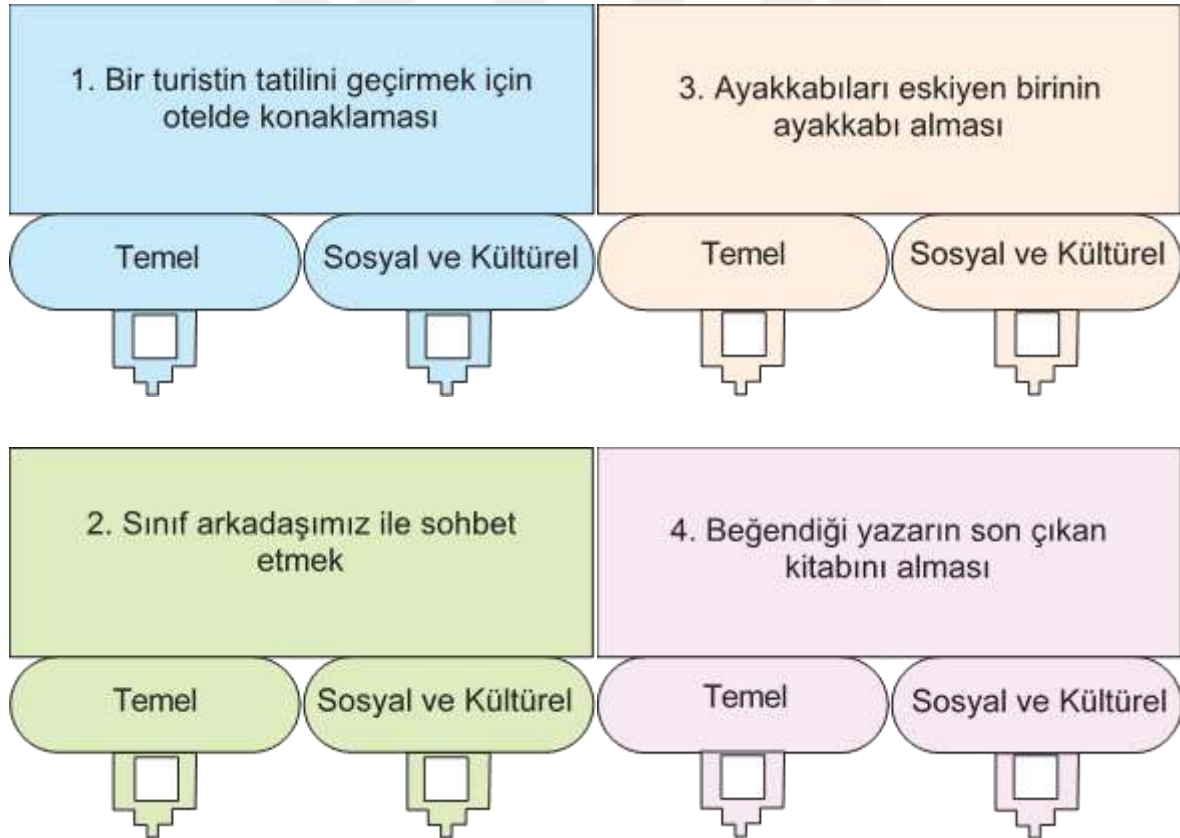 1. Bir turistin tatilini geçirmek için
otelde konaklaması
Temel
Sosyal ve Kültürel
3. Ayakkabıları eskiyen birinin
ayakkabı alması
Temel
Sosyal ve Kültürel
2. Sınıf arkadaşımız ile sohbet
etmek
Temel
Sosyal ve Kültürel
4. Beğendiği yazarın son çıkan
kitabını alması
Temel
Sosyal ve Kültürel